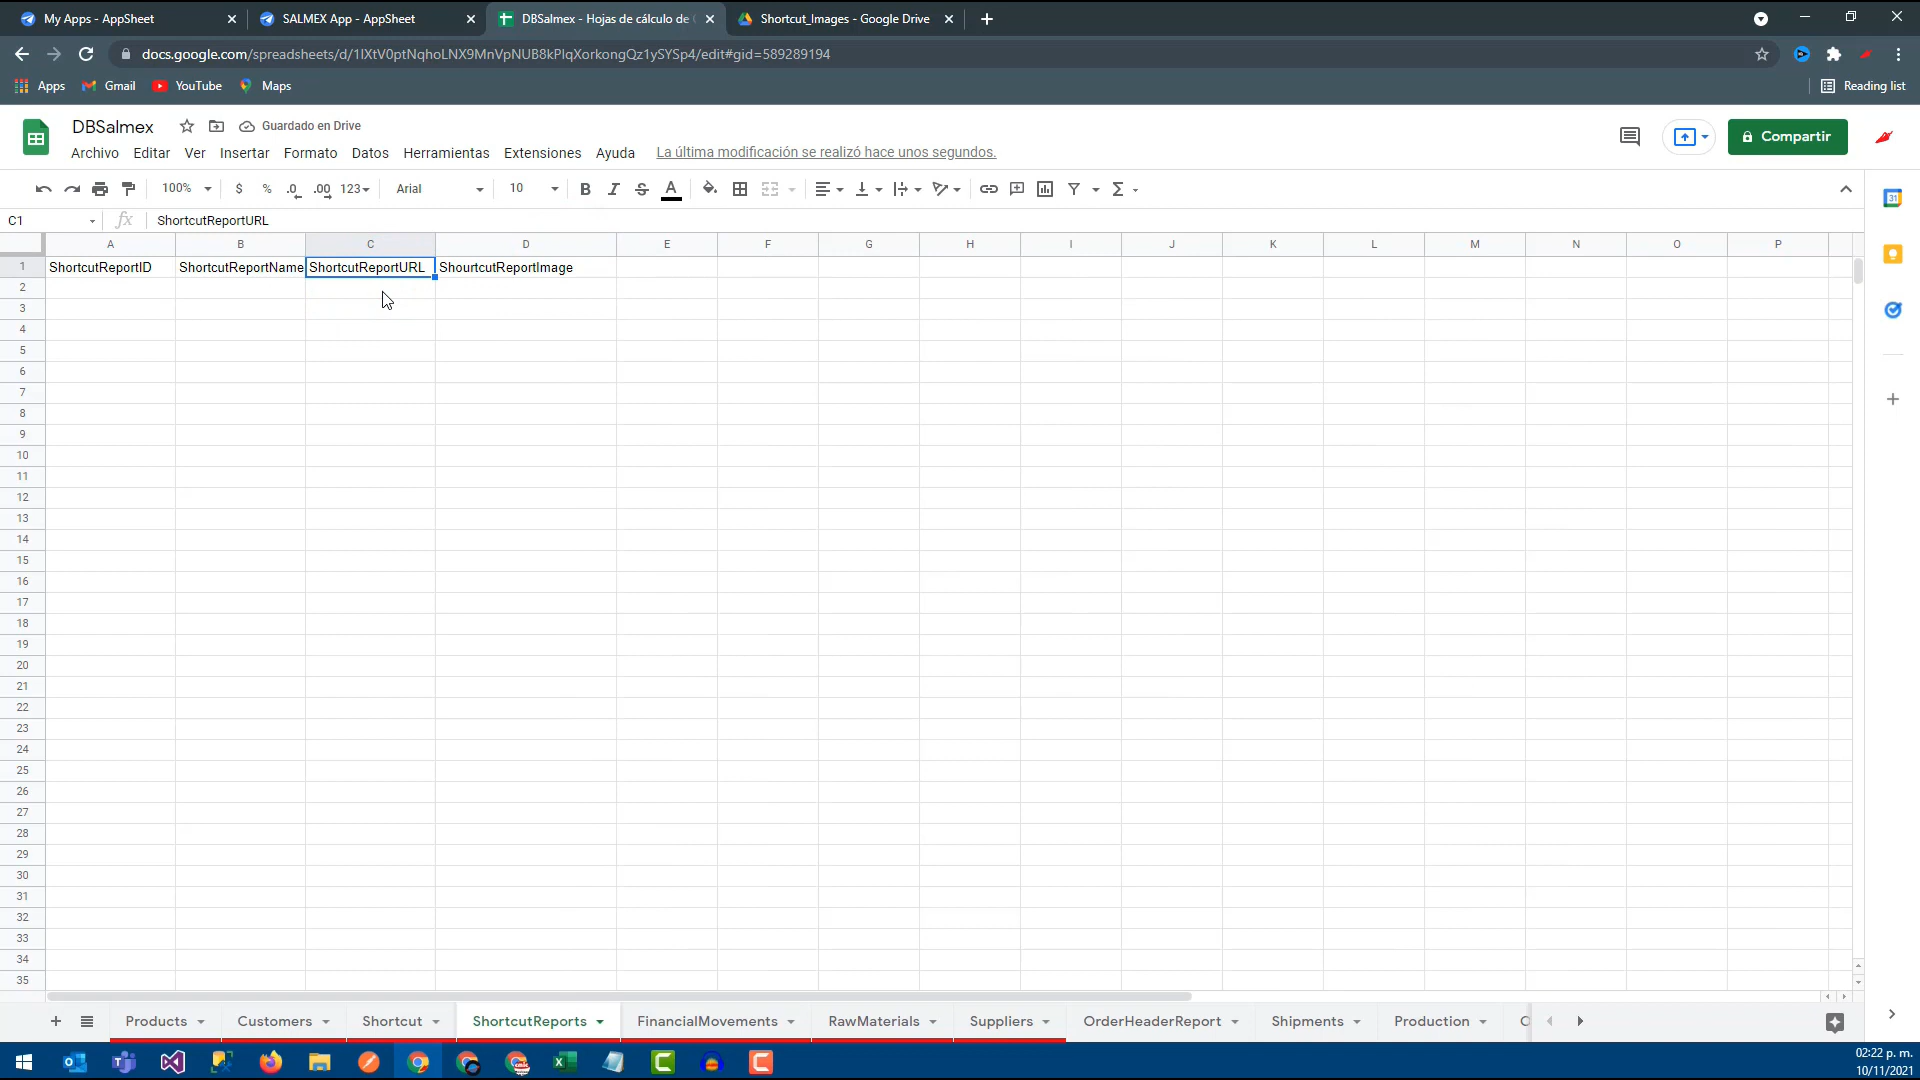 My Apps - AppSheet
SALMEX App - AppSheet
DBSalmex - Hojas de cálculo de
Shortcut_Images - Google Drive
docs.google.com/spreadsheets/d/1IXtV0ptNqhoLNX9MnVpNUB8kPlqXorkongQz1ySYSp4/edit#gid=589289194
Apps Gmail YouTube Maps Reading list
DBSalmex Guardado en Drive
Archivo Editar Ver Insertar Formato Datos Herramientas Extensiones Ayuda La última modificación se realizó hace unos segundos. Compartir
100% $ % .0 .00 123 Arial 10 B I S A Σ
C1 fx ShortcutReportURL
A B C D E F G H I J K L M N O P
1 ShortcutReportID ShortcutReportName ShortcutReportURL ShourtcutReportImage
2
3
4
5
6
7
8
9
10
11
12
13
14
15
16
17
18
19
20
21
22
23
24
25
26
27
28
29
30
31
32
33
34
35
Products Customers Shortcut ShortcutReports FinancialMovements RawMaterials Suppliers OrderHeaderReport Shipments Production
02:22 p. m.
10/11/2021